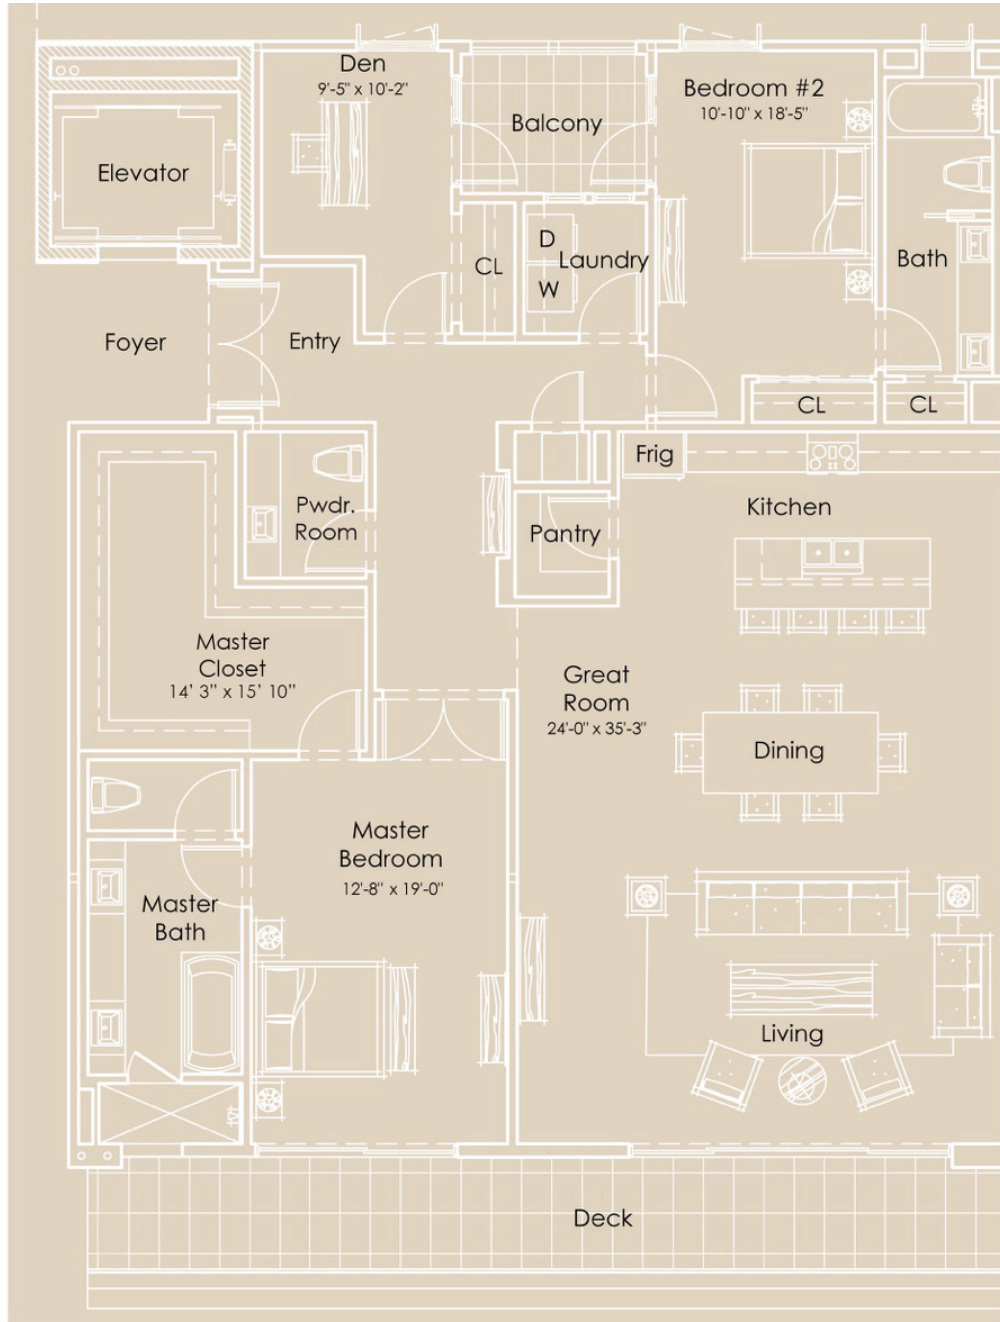 Den
9'-5" x 10'-2"
Bedroom #2
10'-10" x 18'-5"
Balcony
Elevator
D
W
Laundry
CL
Bath
Foyer
Entry
CL
CL
Frig
Kitchen
Pwdr.
Room
Pantry
Master
Closet
14' 3" x 15' 10"
Great
Room
24'-0" x 35'-3"
Dining
Master
Bedroom
12'-8" x 19'-0"
Master
Bath
Living
Deck